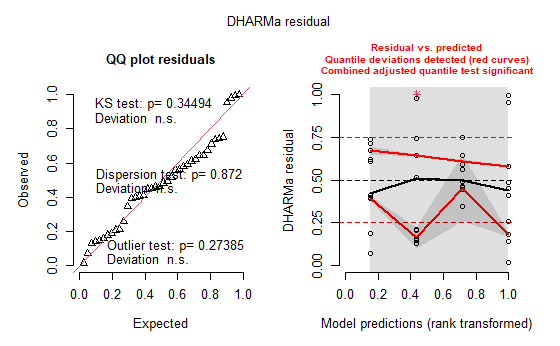 DHARMa residual
QQ plot residuals
KS test: p= 0.34494
Deviation n.s.
Dispersion test: p= 0.872
Deviation n.s.
Outlier test: p= 0.27385
Deviation n.s.
Observed
0.0 0.2 0.4 0.6 0.8 1.0
0.0 0.2 0.4 0.6 0.8 1.0
Expected
Residual vs. predicted
Quantile deviations detected (red curves)
Combined adjusted quantile test significant
DHARMa residual
0.00 0.25 0.50 0.75 1.00
0.0 0.2 0.4 0.6 0.8 1.0
Model predictions (rank transformed)